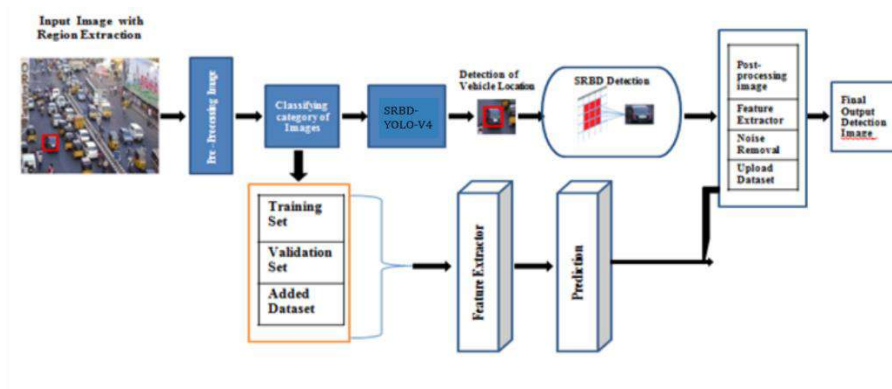 Input Image with
Region Extraction
Pre-Processing Image
Classifying
category of
Images
SRBD-
YOLO-V4
Detection of
Vehicle Location
SRBD Detection
Post-
processing
image
Feature
Extractor
Noise
Removal
Upload
Dataset
Final
Output
Detection
Image
Training
Set
Validation
Set
Added
Dataset
Feature Extractor
Prediction